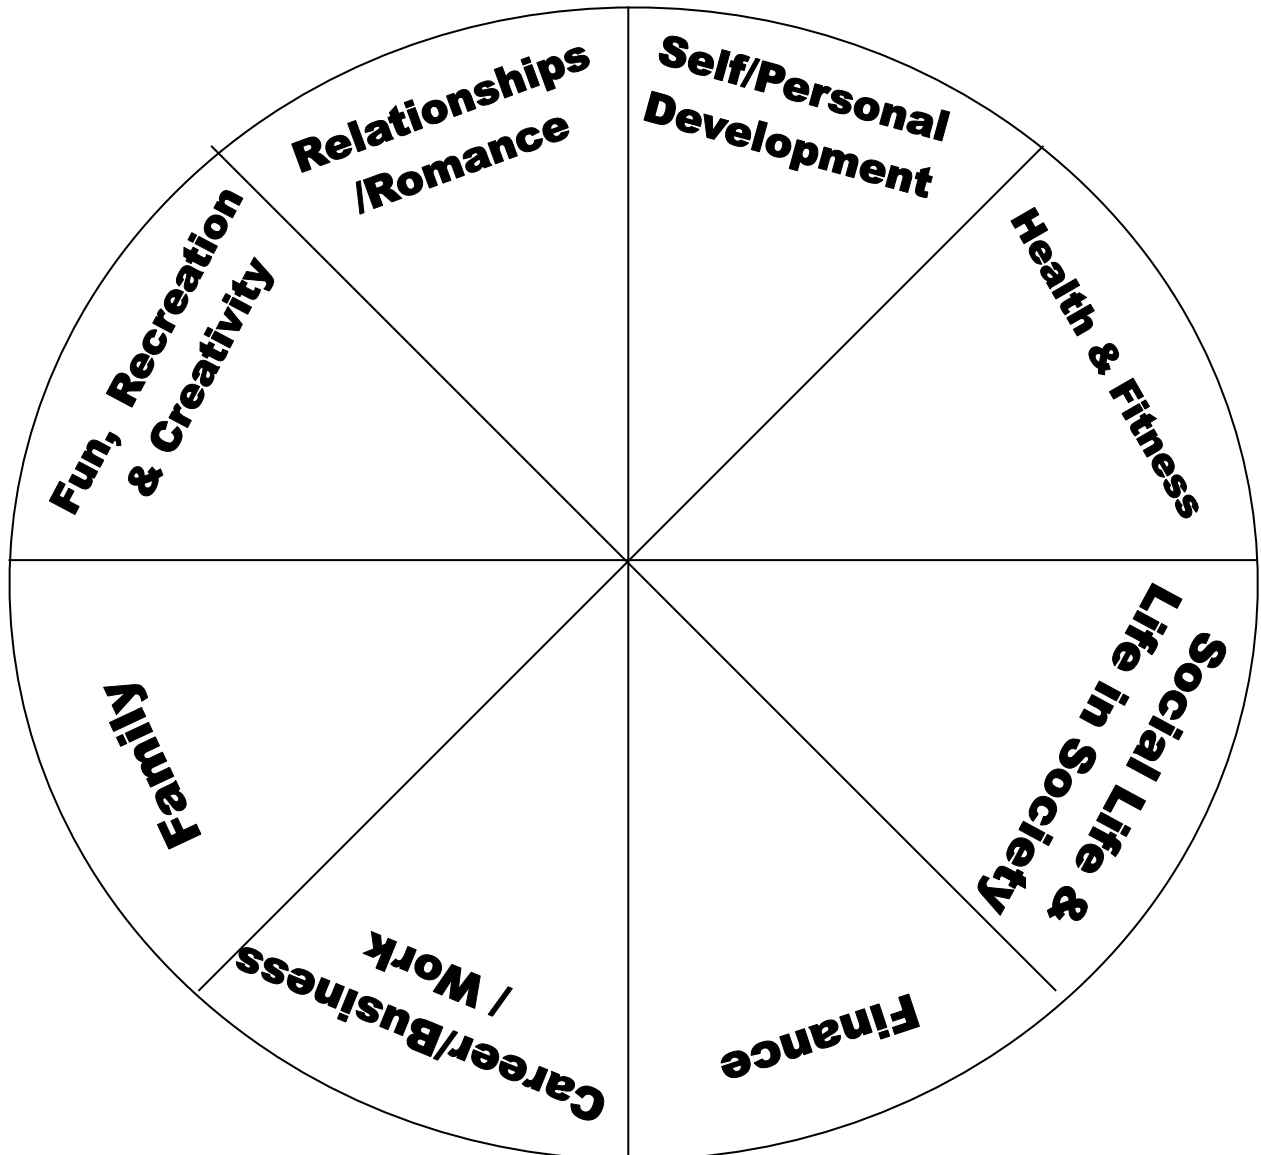 Self/Personal
Development
Health & Fitness
Social Life &
Life in Society
Finance
Career/Business
/ Work
Family
Fun, Recreation
& Creativity
Relationships
/Romance